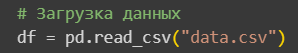 # Загрузка данных
df = pd.read_csv("data.csv")